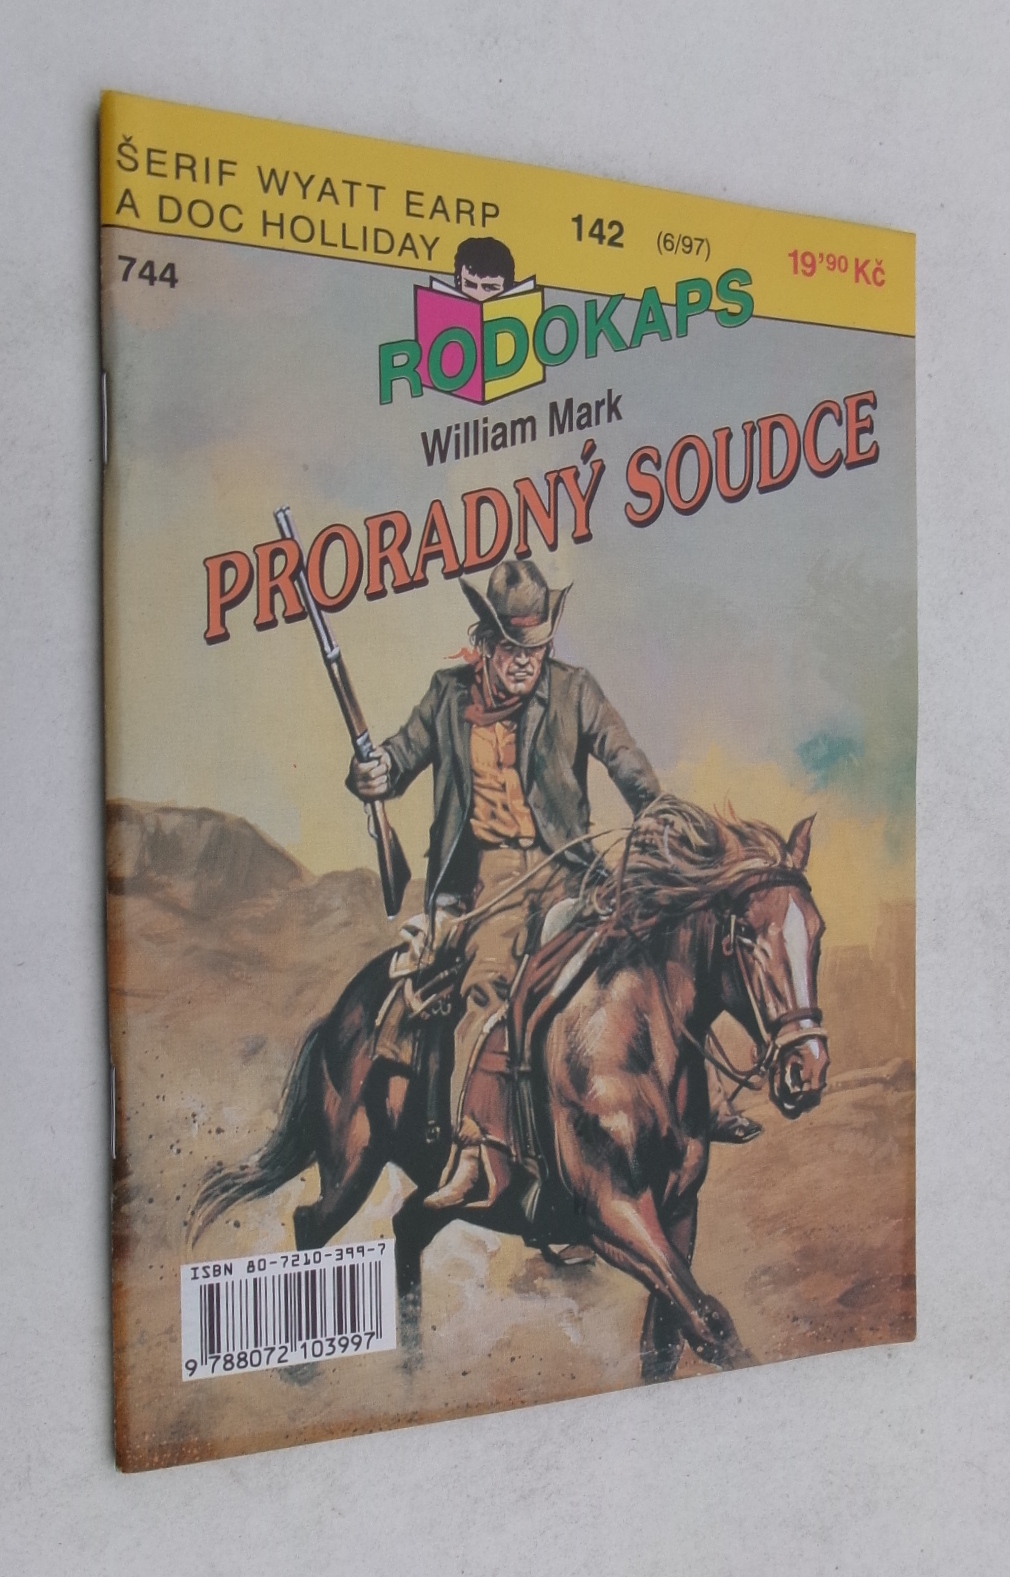 ŠERIF WYATT EARP
A DOC HOLLIDAY
142 (6/97)
19'90 Kč
744
RODOKAPS
William Mark
PRORADNÝ SOUDCE
ISBN 80-7210-399-7
9 788072 103997